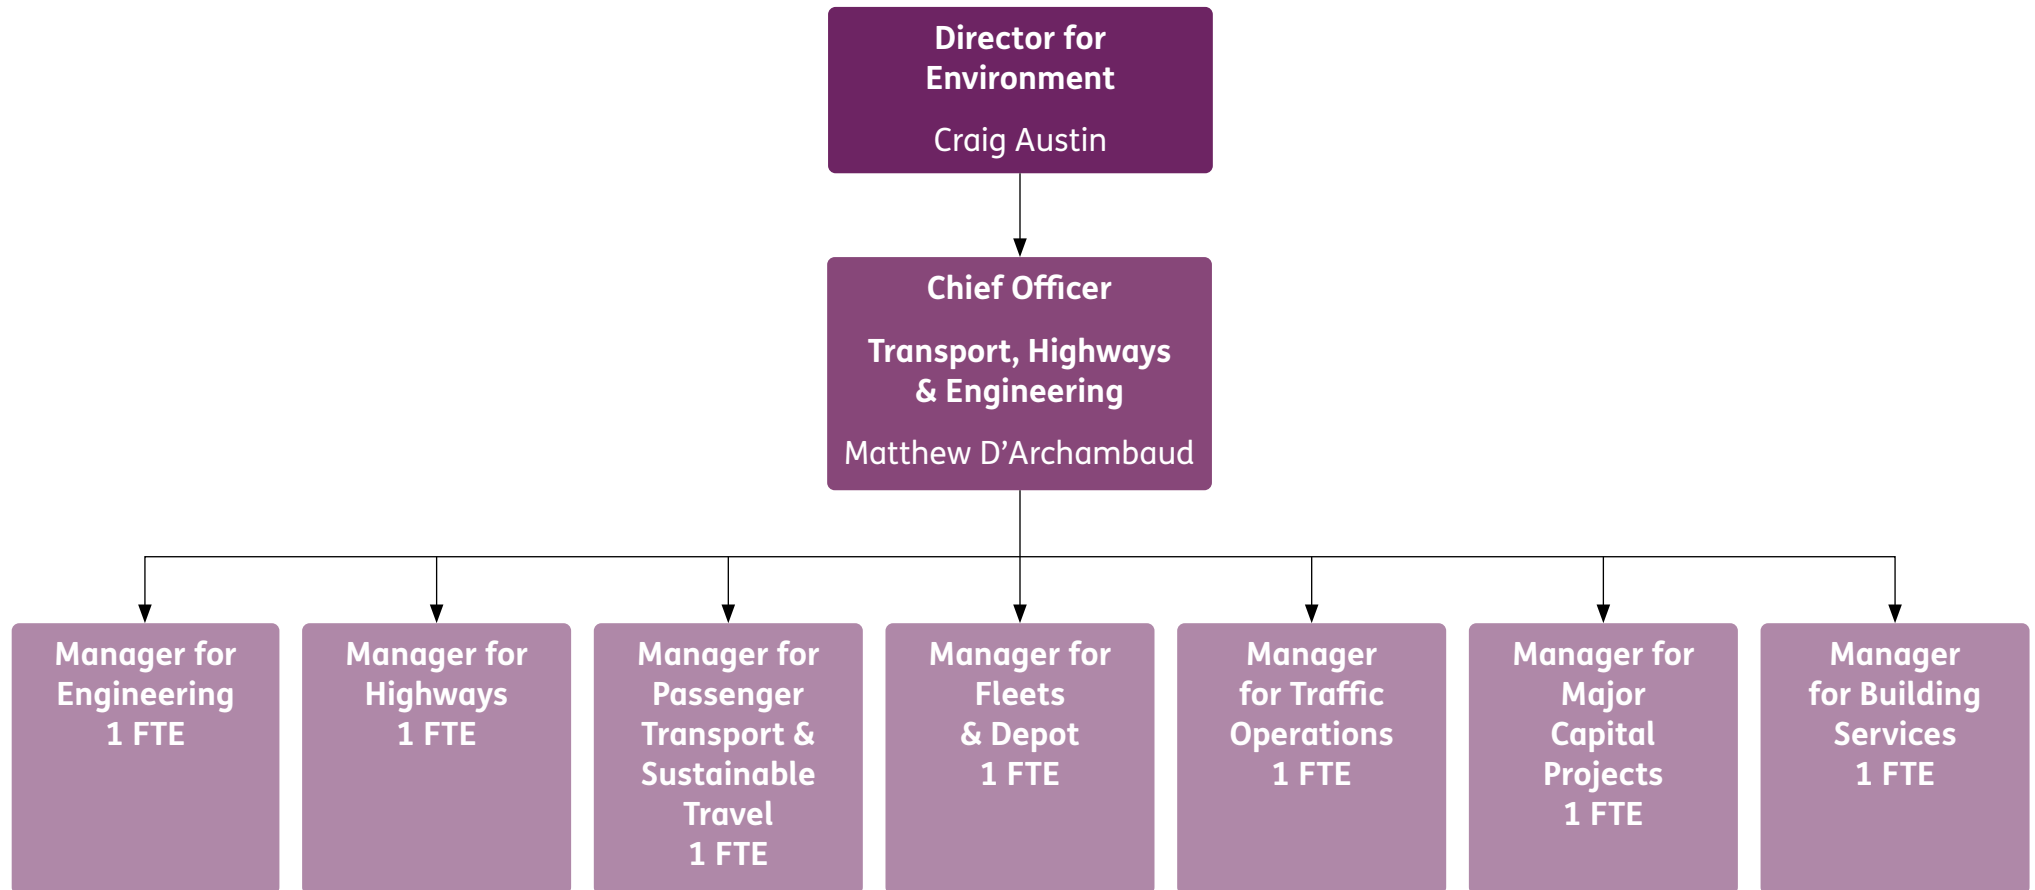 Director for
Environment
Craig Austin
Chief Officer
Transport, Highways
& Engineering
Matthew D’Archambaud
Manager for
Engineering
1 FTE
Manager for
Highways
1 FTE
Manager for
Passenger
Transport &
Sustainable
Travel
1 FTE
Manager for
Fleets
& Depot
1 FTE
Manager
for Traffic
Operations
1 FTE
Manager for
Major
Capital
Projects
1 FTE
Manager
for Building
Services
1 FTE